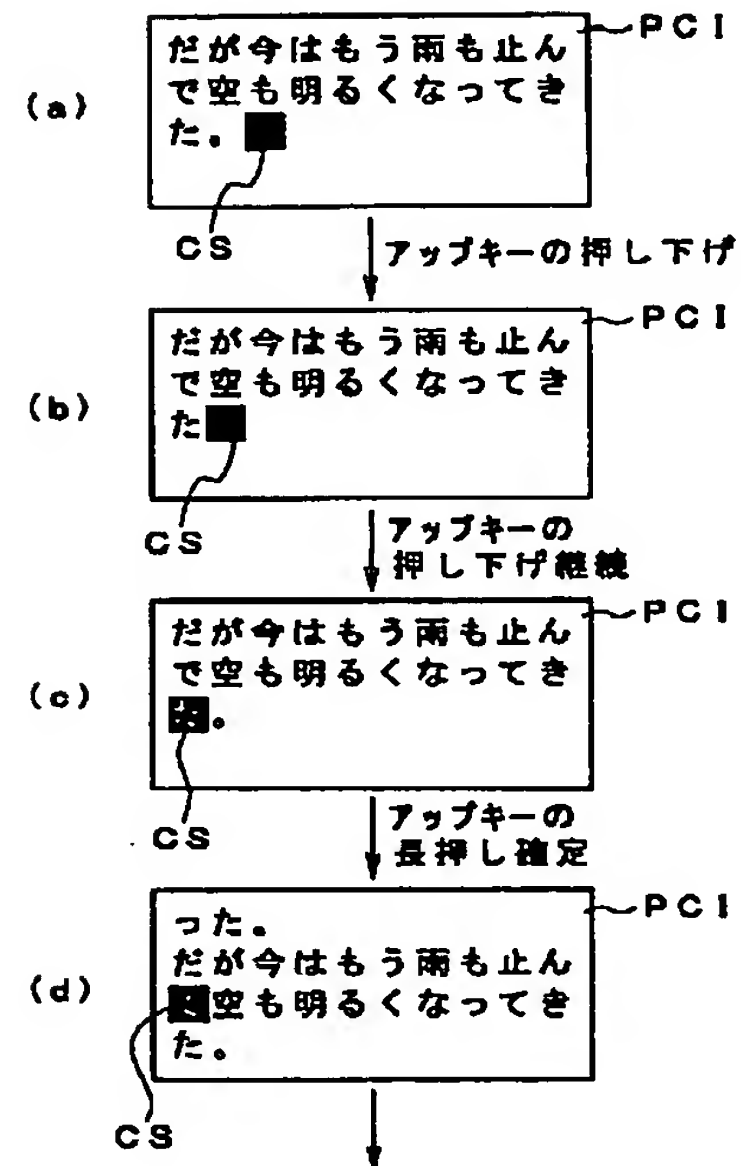 PCI
(a)
だが今はもう雨も止ん
で空も明るくなってき
た。
CS
アップキーの押し下げ
PCI
(b)
だが今はもう雨も止ん
で空も明るくなってき
た
CS
アップキーの
押し下げ継続
PCI
(c)
だが今はもう雨も止ん
で空も明るくなってき
た。
CS
アップキーの
長押し確定
PCI
(d)
った。
だが今はもう雨も止ん
で空も明るくなってき
た。
CS